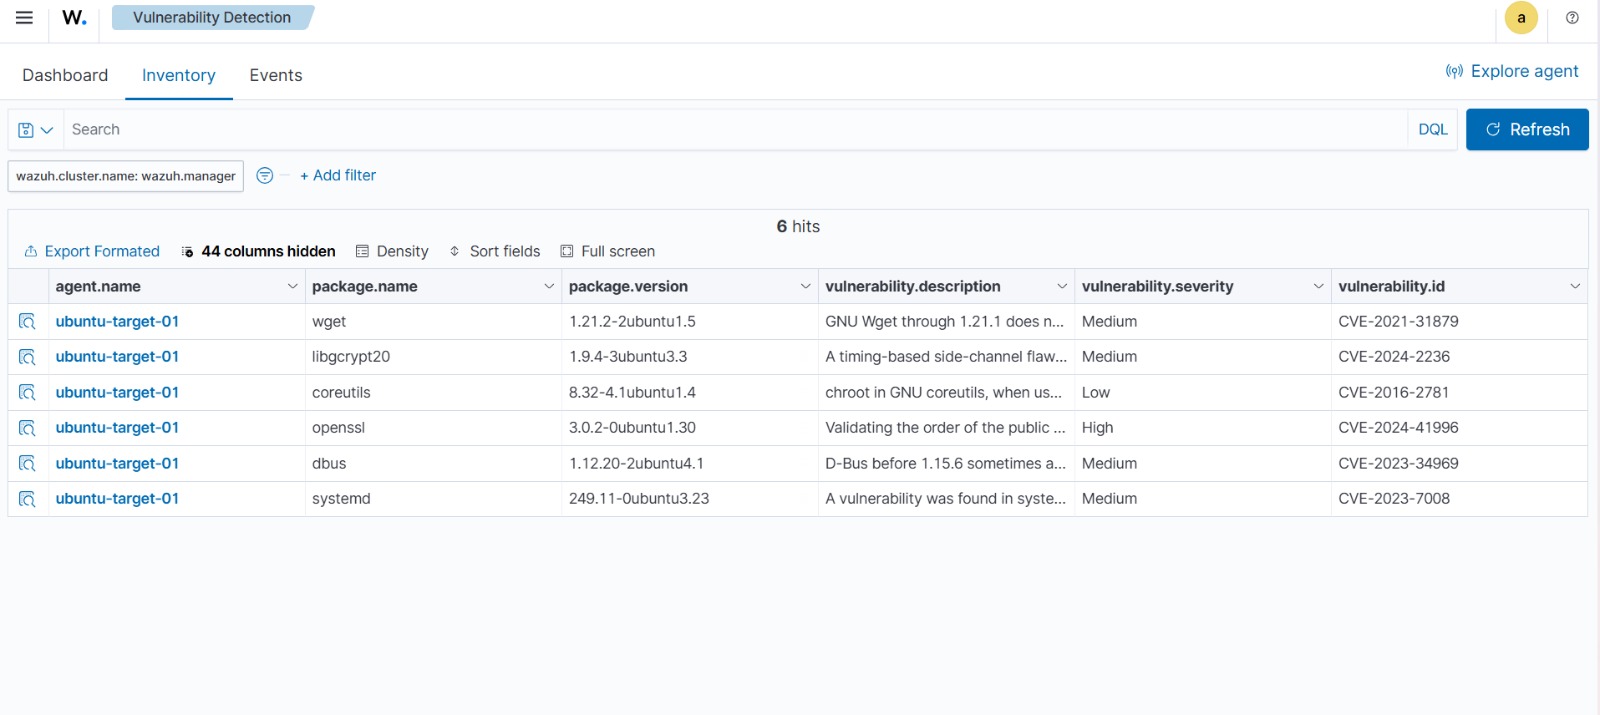 W. Vulnerability Detection a
Dashboard Inventory Events Explore agent
Search DQL Refresh
wazuh.cluster.name: wazuh.manager + Add filter
6 hits
Export Formated 44 columns hidden Density Sort fields Full screen
agent.name package.name package.version vulnerability.description vulnerability.severity vulnerability.id
ubuntu-target-01 wget 1.21.2-2ubuntu1.5 GNU Wget through 1.21.1 does n... Medium CVE-2021-31879
ubuntu-target-01 libgcrypt20 1.9.4-3ubuntu3.3 A timing-based side-channel flaw... Medium CVE-2024-2236
ubuntu-target-01 coreutils 8.32-4.1ubuntu1.4 chroot in GNU coreutils, when us... Low CVE-2016-2781
ubuntu-target-01 openssl 3.0.2-0ubuntu1.30 Validating the order of the public ... High CVE-2024-41996
ubuntu-target-01 dbus 1.12.20-2ubuntu4.1 D-Bus before 1.15.6 sometimes a... Medium CVE-2023-34969
ubuntu-target-01 systemd 249.11-0ubuntu3.23 A vulnerability was found in syste... Medium CVE-2023-7008